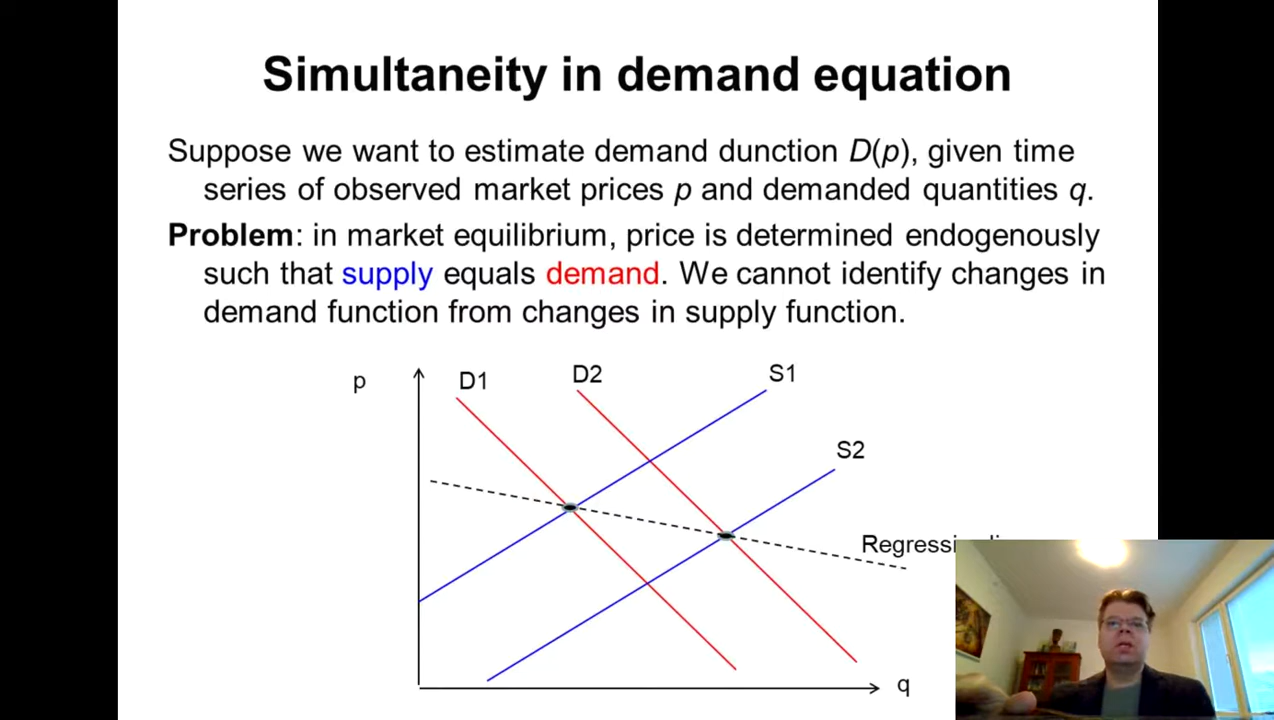 Simultaneity in demand equation
Suppose we want to estimate demand dunction D(p), given time
series of observed market prices p and demanded quantities q.
Problem: in market equilibrium, price is determined endogenously
such that supply equals demand. We cannot identify changes in
demand function from changes in supply function.
p
D1
D2
S1
S2
q